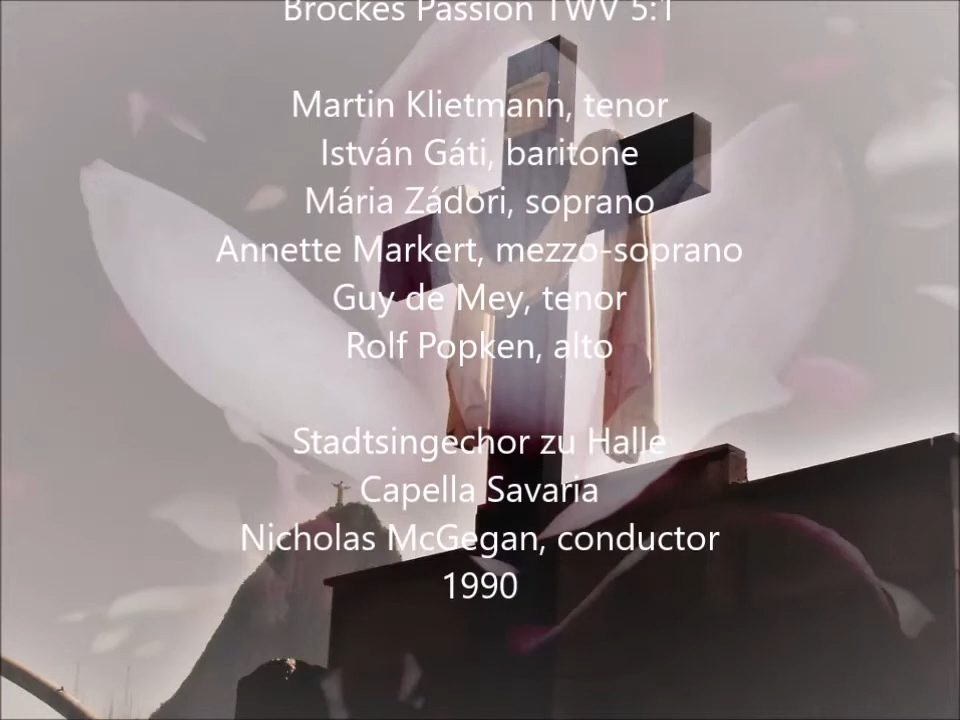 Brockes Passion TWV 5:1
Martin Klietmann, tenor
István Gáti, baritone
Mária Zádori, soprano
Annette Markert, mezzo-soprano
Guy de Mey, tenor
Rolf Popken, alto
Stadtsingechor zu Halle
Capella Savaria
Nicholas McGegan, conductor
1990